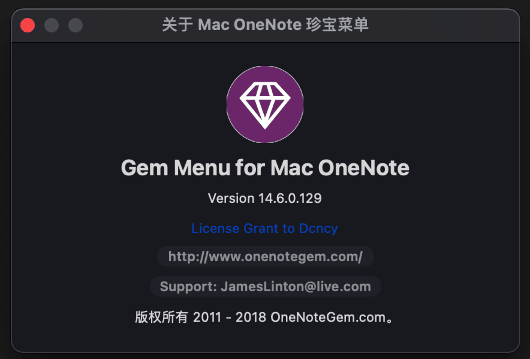 关于 Mac OneNote 珍宝菜单
Gem Menu for Mac OneNote
Version 14.6.0.129
License Grant to Dcncy
http://www.onenotegem.com/
Support: JamesLinton@live.com
版权所有 2011 - 2018 OneNoteGem.com。